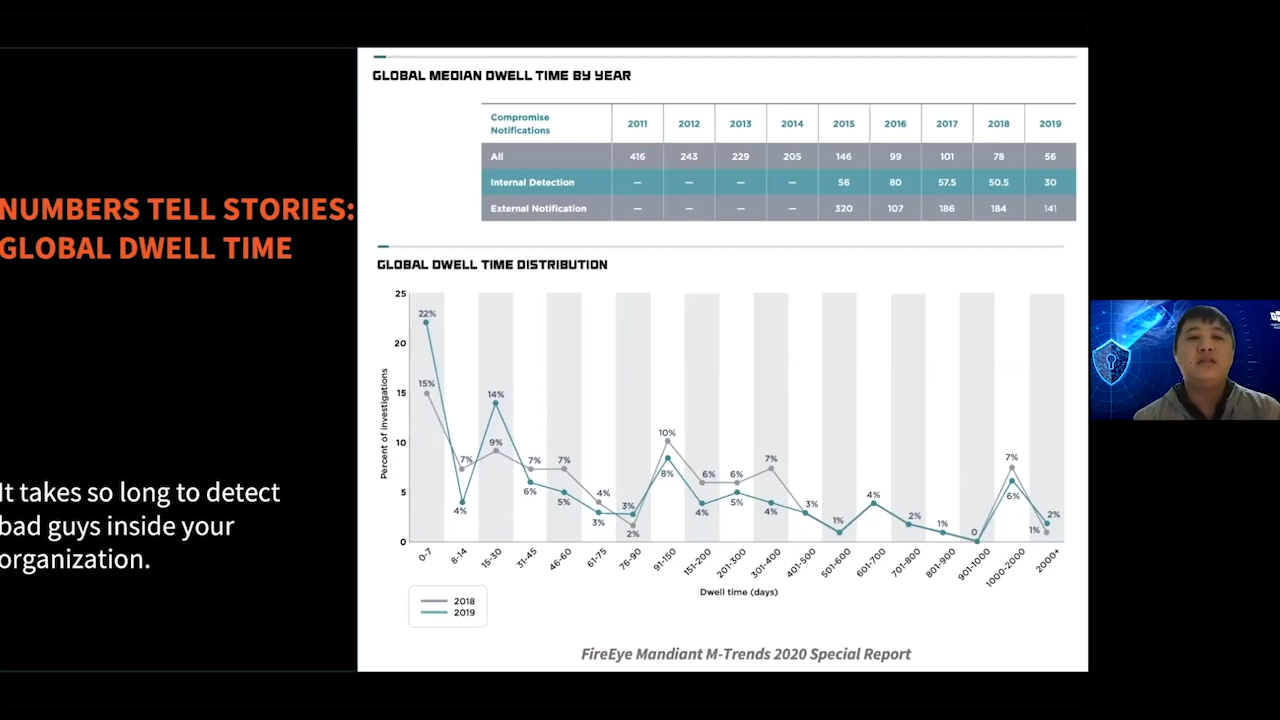 NUMBERS TELL STORIES:
GLOBAL DWELL TIME
It takes so long to detect
bad guys inside your
organization.
GLOBAL MEDIAN DWELL TIME BY YEAR
Compromise Notifications 2011 2012 2013 2014 2015 2016 2017 2018 2019
All 416 243 229 205 146 99 101 78 56
Internal Detection — — — — 56 80 57.5 50.5 30
External Notification — — — — 320 107 186 184 141
GLOBAL DWELL TIME DISTRIBUTION
Percent of investigations
25
20
15
10
5
0
22%
15%
7%
4%
14%
9%
7%
6%
7%
5%
4%
3%
3%
2%
10%
8%
6%
4%
6%
5%
7%
4%
3%
1%
4%
2%
1%
0
7%
6%
2%
1%
0-7 8-14 15-30 31-45 46-60 61-75 76-90 91-150 151-200 201-300 301-400 401-500 501-600 601-700 701-800 801-900 901-1000 1000-2000 2000+
Dwell time (days)
2018
2019
FireEye Mandiant M-Trends 2020 Special Report